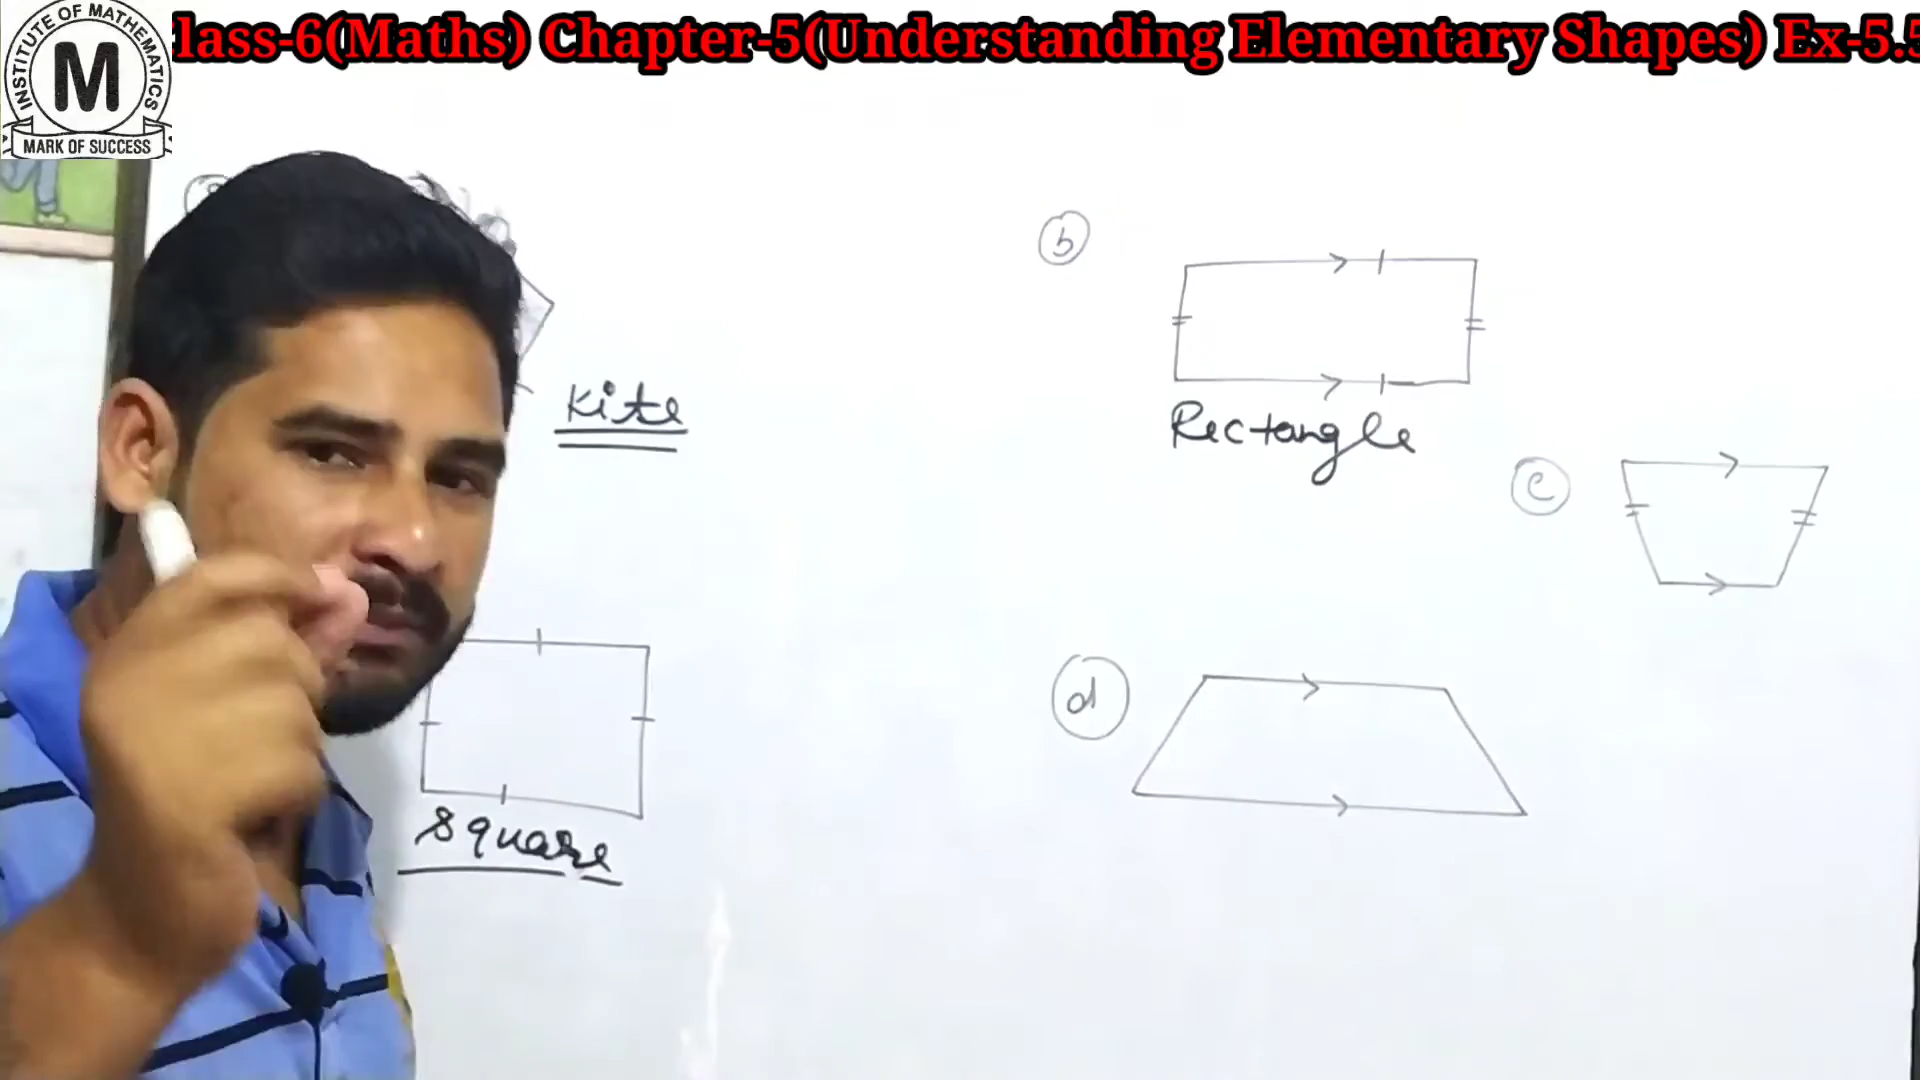 lass-6(Maths) Chapter-5(Understanding Elementary Shapes) Ex-5.5
INSTITUTE OF MATHEMATICS
M
MARK OF SUCCESS
b
Kite
Rectangle
e
d
square